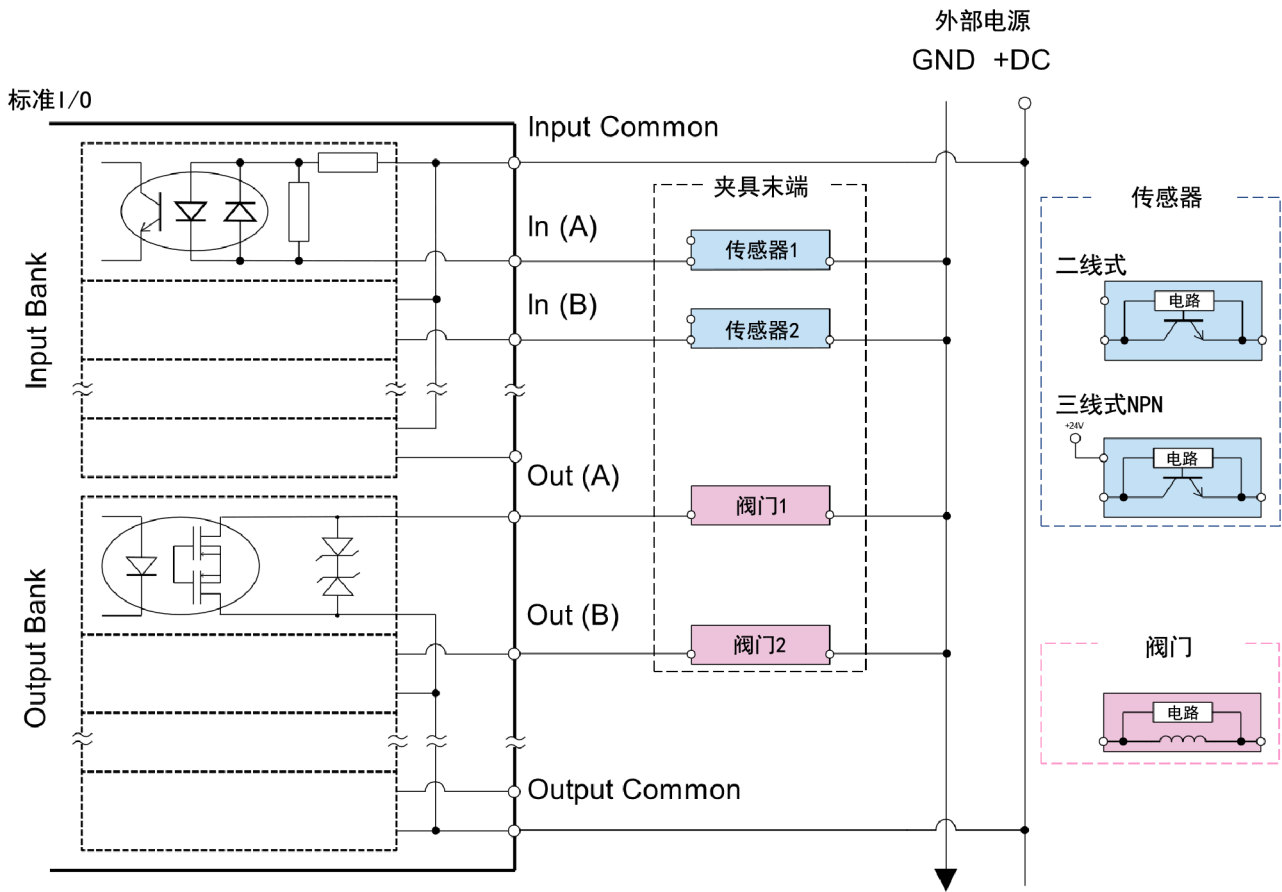 外部电源
GND +DC
标准I/O
Input Common
夹具末端
传感器
In (A)
传感器1
二线式
电路
Input Bank
In (B)
传感器2
三线式NPN
+24V
电路
Out (A)
阀门1
Output Bank
Out (B)
阀门2
阀门
电路
Output Common